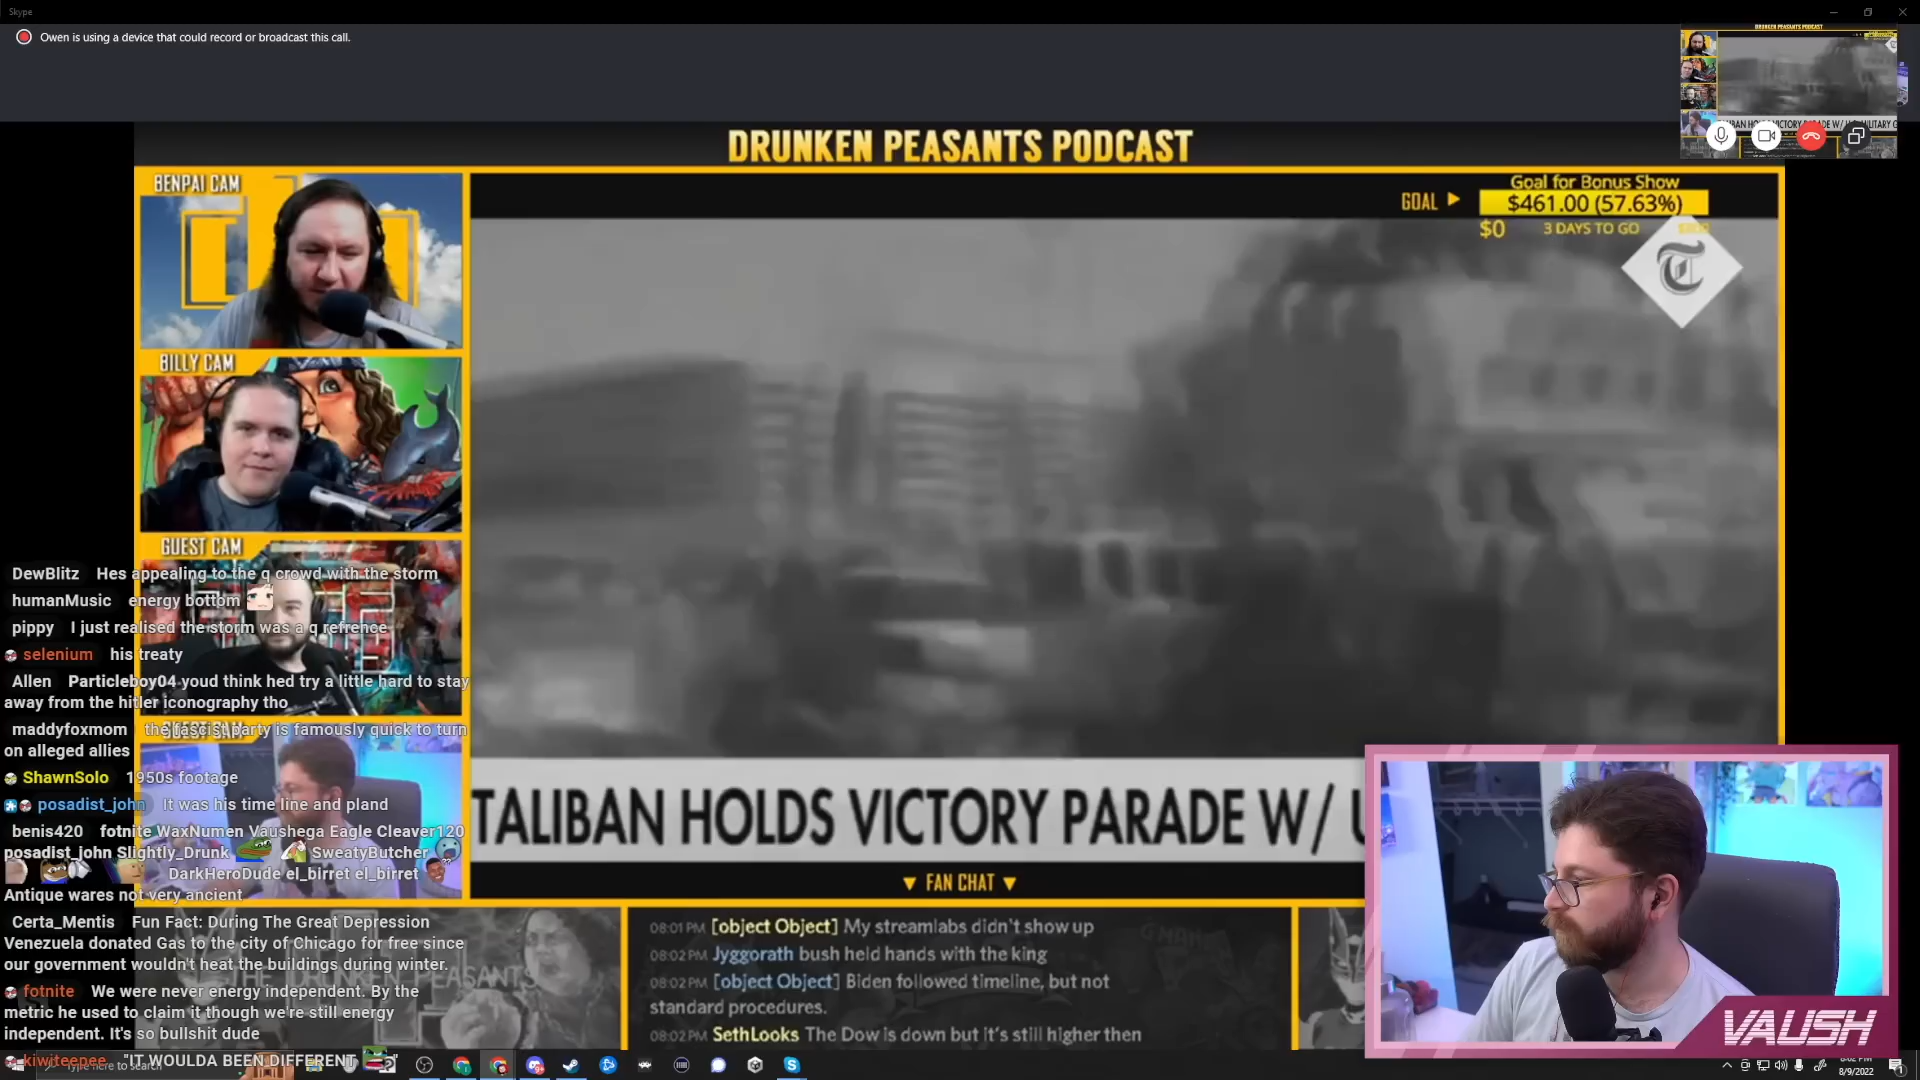 Skype
Owen is using a device that could record or broadcast this call.
DRUNKEN PEASANTS PODCAST
BENPAI CAM
GOAL ►
Goal for Bonus Show
$461.00 (57.63%)
$0
3 DAYS TO GO
BILLY CAM
GUEST CAM
DewBlitz Hes appealing to the q crowd with the storm
humanMusic energy bottom
pippy I just realised the storm was a q refrence
selenium his treaty
Allen Particleboy04 youd think hed try a little hard to stay
away from the hitler iconography tho
GUEST CAM
maddyfoxmom the fascist party is famously quick to turn
on alleged allies
ShawnSolo 1950s footage
posadist_john It was his time line and pland
benis420 fotnite WaxNumen Vaushega Eagle Cleaver120
posadist_john Slightly_Drunk SweatyButcher
DarkHeroDude el_birret el_birret
Antique wares not very ancient
Certa_Mentis Fun Fact: During The Great Depression
Venezuela donated Gas to the city of Chicago for free since
our government wouldn't heat the buildings during winter.
fotnite We were never energy independent. By the
metric he used to claim it though we're still energy
independent. It's so bullshit dude
kiwiteepee "IT WOULDA BEEN DIFFERENT "
TALIBAN HOLDS VICTORY PARADE W/ U
▼ FAN CHAT ▼
08:01 PM [object Object] My streamlabs didn't show up
08:02 PM Jyggorath bush held hands with the king
08:02 PM [object Object] Biden followed timeline, but not
standard procedures.
08:02 PM SethLooks The Dow is down but it's still higher then
PEASANTS
VAUSH
Type here to search
8:02 PM
8/9/2022